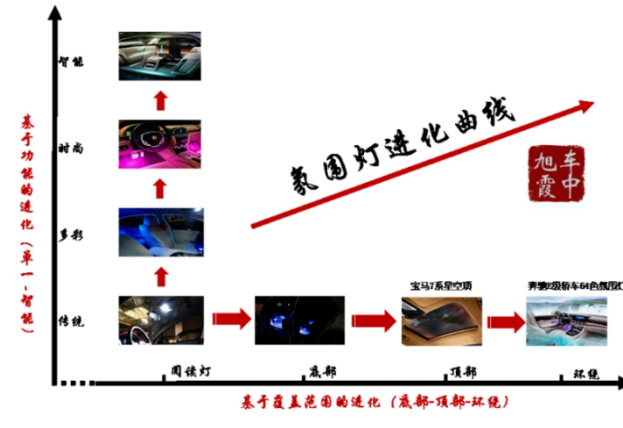 智能
时尚
多彩
传统
基于功能的进化（单一-智能）
氛围灯进化曲线
旭车
霞中
宝马7系星空顶
奔驰E级轿车64色氛围灯
阅读灯
底部
顶部
环绕
基于覆盖范围的进化（底部-顶部-环绕）